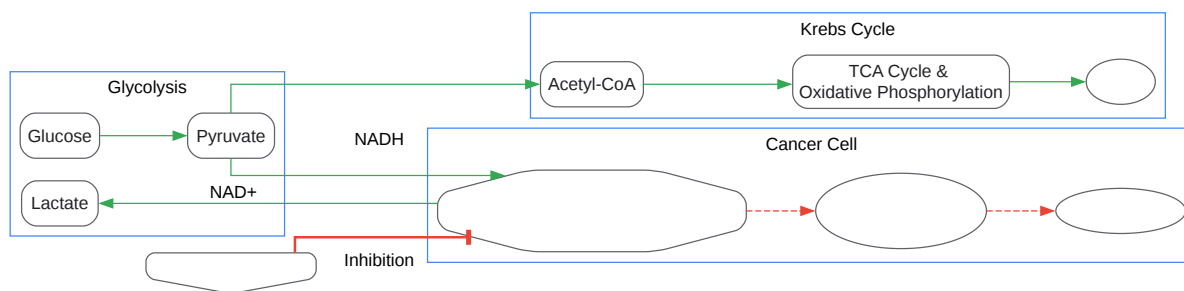 Krebs Cycle
Acetyl-CoA
TCA Cycle &
Oxidative Phosphorylation
Glycolysis
Glucose
Pyruvate
NADH
Cancer Cell
Lactate
NAD+
Inhibition